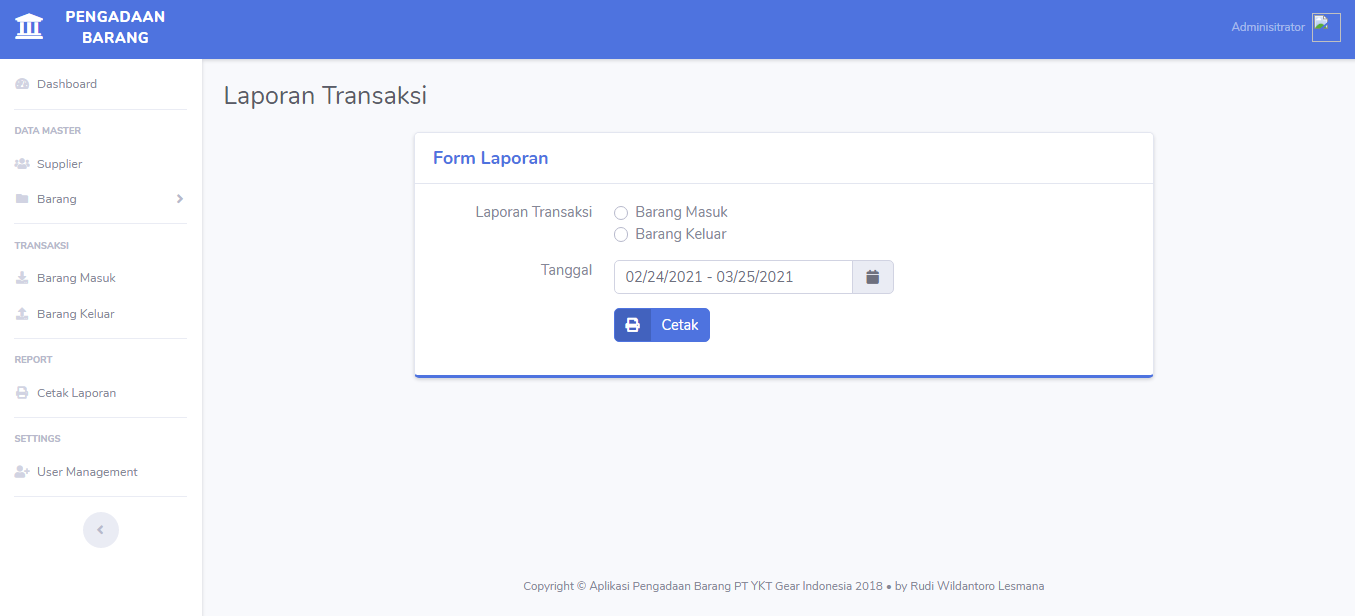 PENGADAAN
BARANG
Adminisitrator
Dashboard
DATA MASTER
Supplier
Barang
TRANSAKSI
Barang Masuk
Barang Keluar
REPORT
Cetak Laporan
SETTINGS
User Management
Laporan Transaksi
Form Laporan
Laporan Transaksi
Barang Masuk
Barang Keluar
Tanggal
02/24/2021 - 03/25/2021
Cetak
Copyright © Aplikasi Pengadaan Barang PT YKT Gear Indonesia 2018 • by Rudi Wildantoro Lesmana